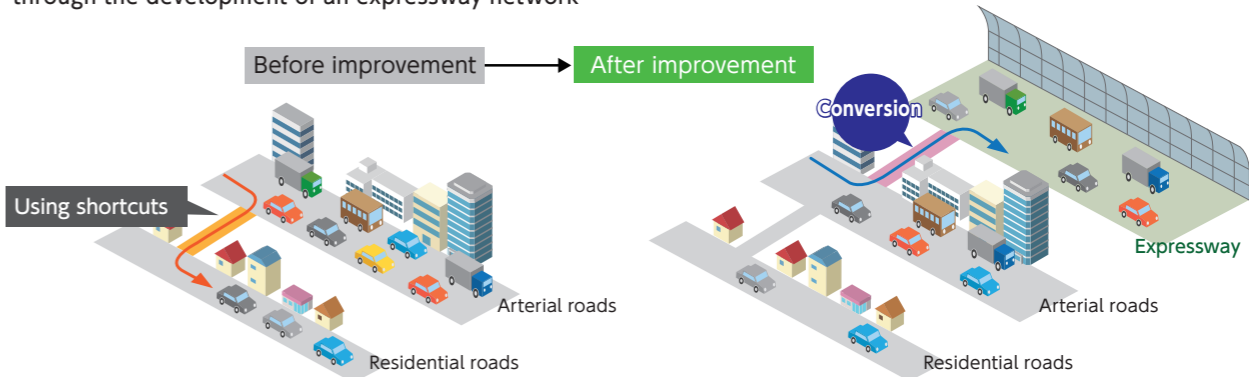 through the development of an expressway network
Before improvement
After improvement
Conversion
Using shortcuts
Expressway
Arterial roads
Arterial roads
Residential roads
Residential roads